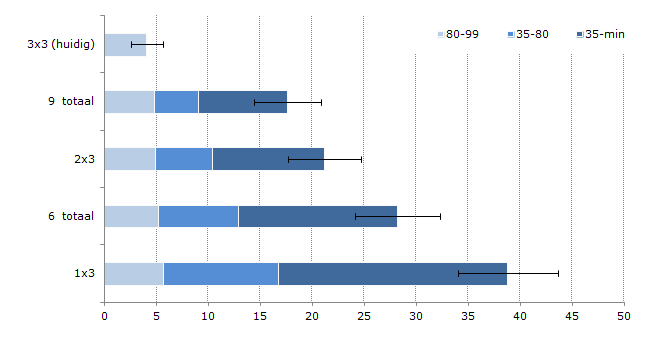 80-99 35-80 35-min
3x3 (huidig)
9 totaal
2x3
6 totaal
1x3
0 5 10 15 20 25 30 35 40 45 50